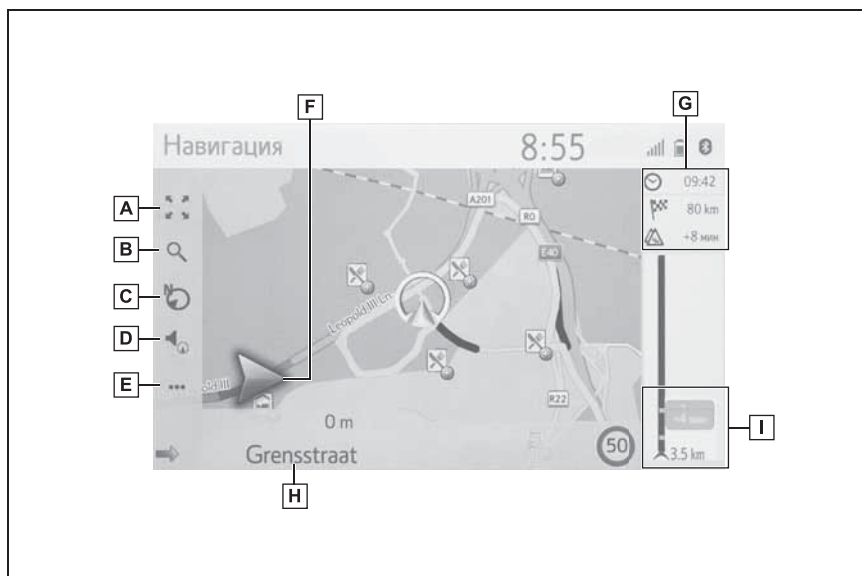 F
G
Навигация 8:55
A
09:42
80 km
+8 мин
A201
R0
B
E40
C
N
Leopold III Ln.
D
E
R22
0 m
I
50
Grensstraat
3.5 km
H